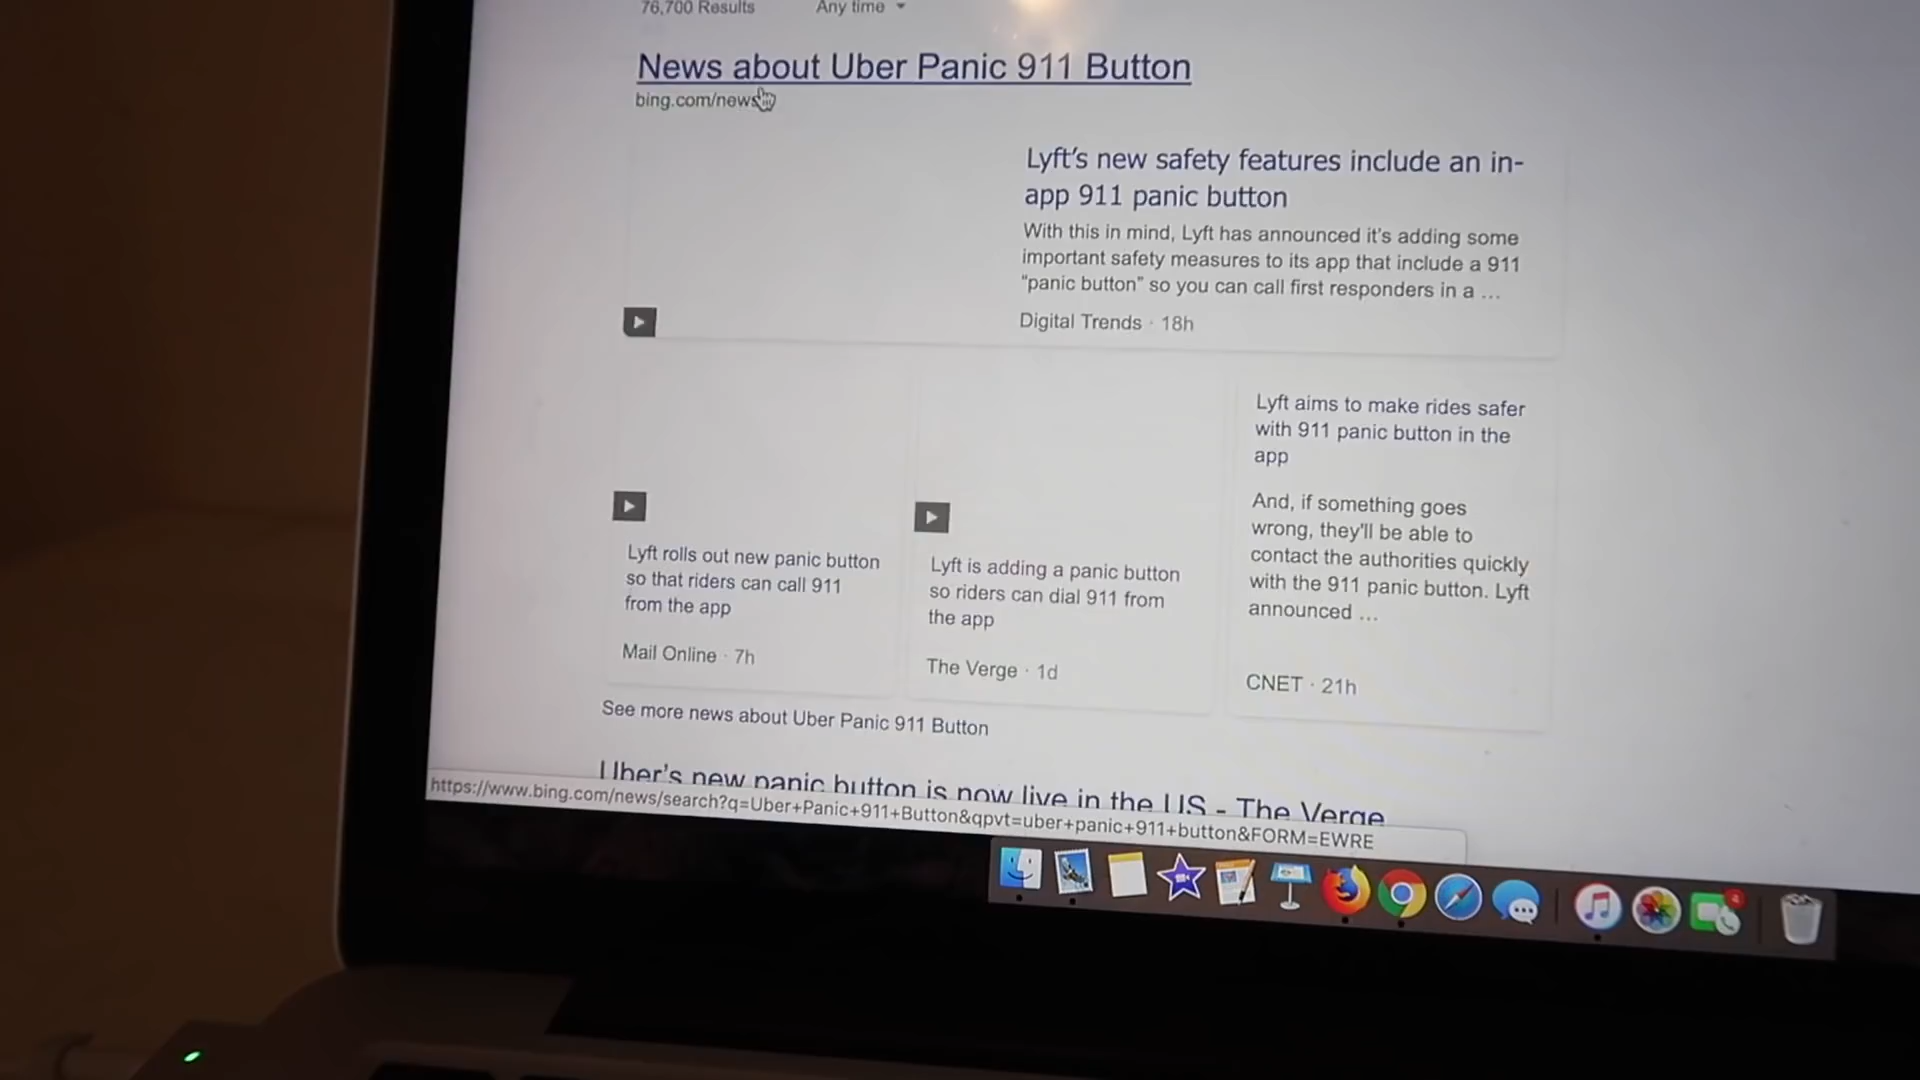 76,700 Results Any time
News about Uber Panic 911 Button
bing.com/news
Lyft's new safety features include an in-
app 911 panic button
With this in mind, Lyft has announced it's adding some
important safety measures to its app that include a 911
"panic button" so you can call first responders in a ...
Digital Trends · 18h
Lyft rolls out new panic button
so that riders can call 911
from the app
Mail Online · 7h
Lyft is adding a panic button
so riders can dial 911 from
the app
The Verge · 1d
Lyft aims to make rides safer
with 911 panic button in the
app
And, if something goes
wrong, they'll be able to
contact the authorities quickly
with the 911 panic button. Lyft
announced ...
CNET · 21h
See more news about Uber Panic 911 Button
Uber's new panic button is now live in the US - The Verge
https://www.bing.com/news/search?q=Uber+Panic+911+Button&qpvt=uber+panic+911+button&FORM=EWRE